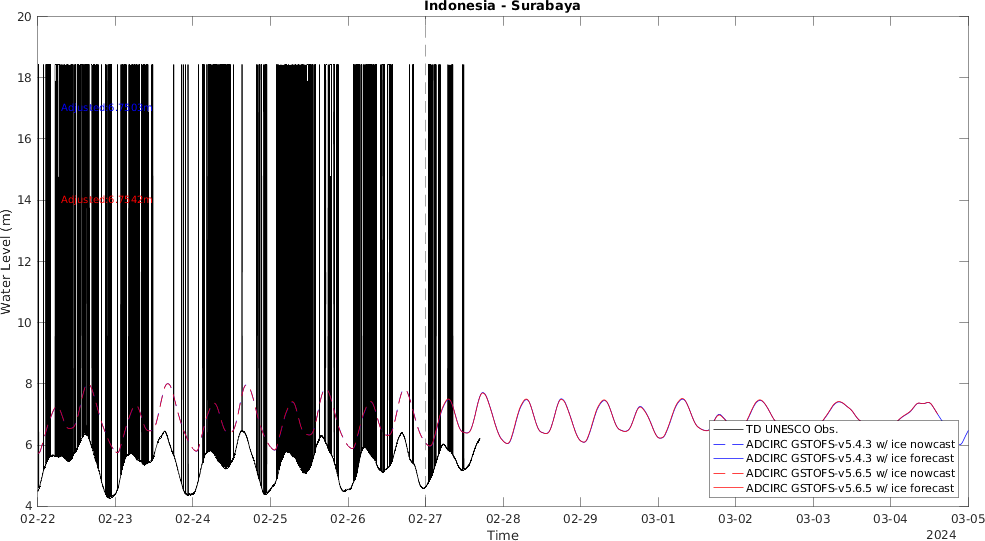 Indonesia - Surabaya
20
18
16
14
12
10
8
6
4
Water Level (m)
Adjusted:6.7542m
02-22
02-23
02-24
02-25
02-26
02-27
02-28
02-29
03-01
03-02
03-03
03-04
03-05
Time
2024
TD UNESCO Obs.
ADCIRC GSTOFS-v5.4.3 w/ ice nowcast
ADCIRC GSTOFS-v5.4.3 w/ ice forecast
ADCIRC GSTOFS-v5.6.5 w/ ice nowcast
ADCIRC GSTOFS-v5.6.5 w/ ice forecast